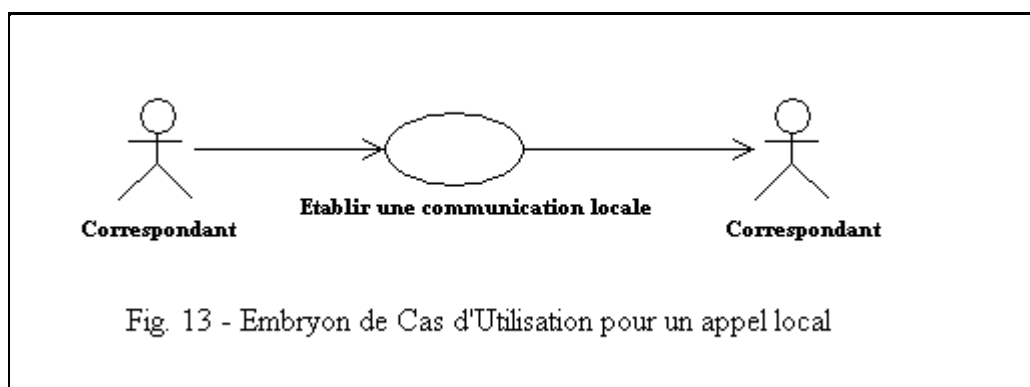 Etablir une communication locale
Correspondant
Correspondant
Fig. 13 - Embryon de Cas d'Utilisation pour un appel local